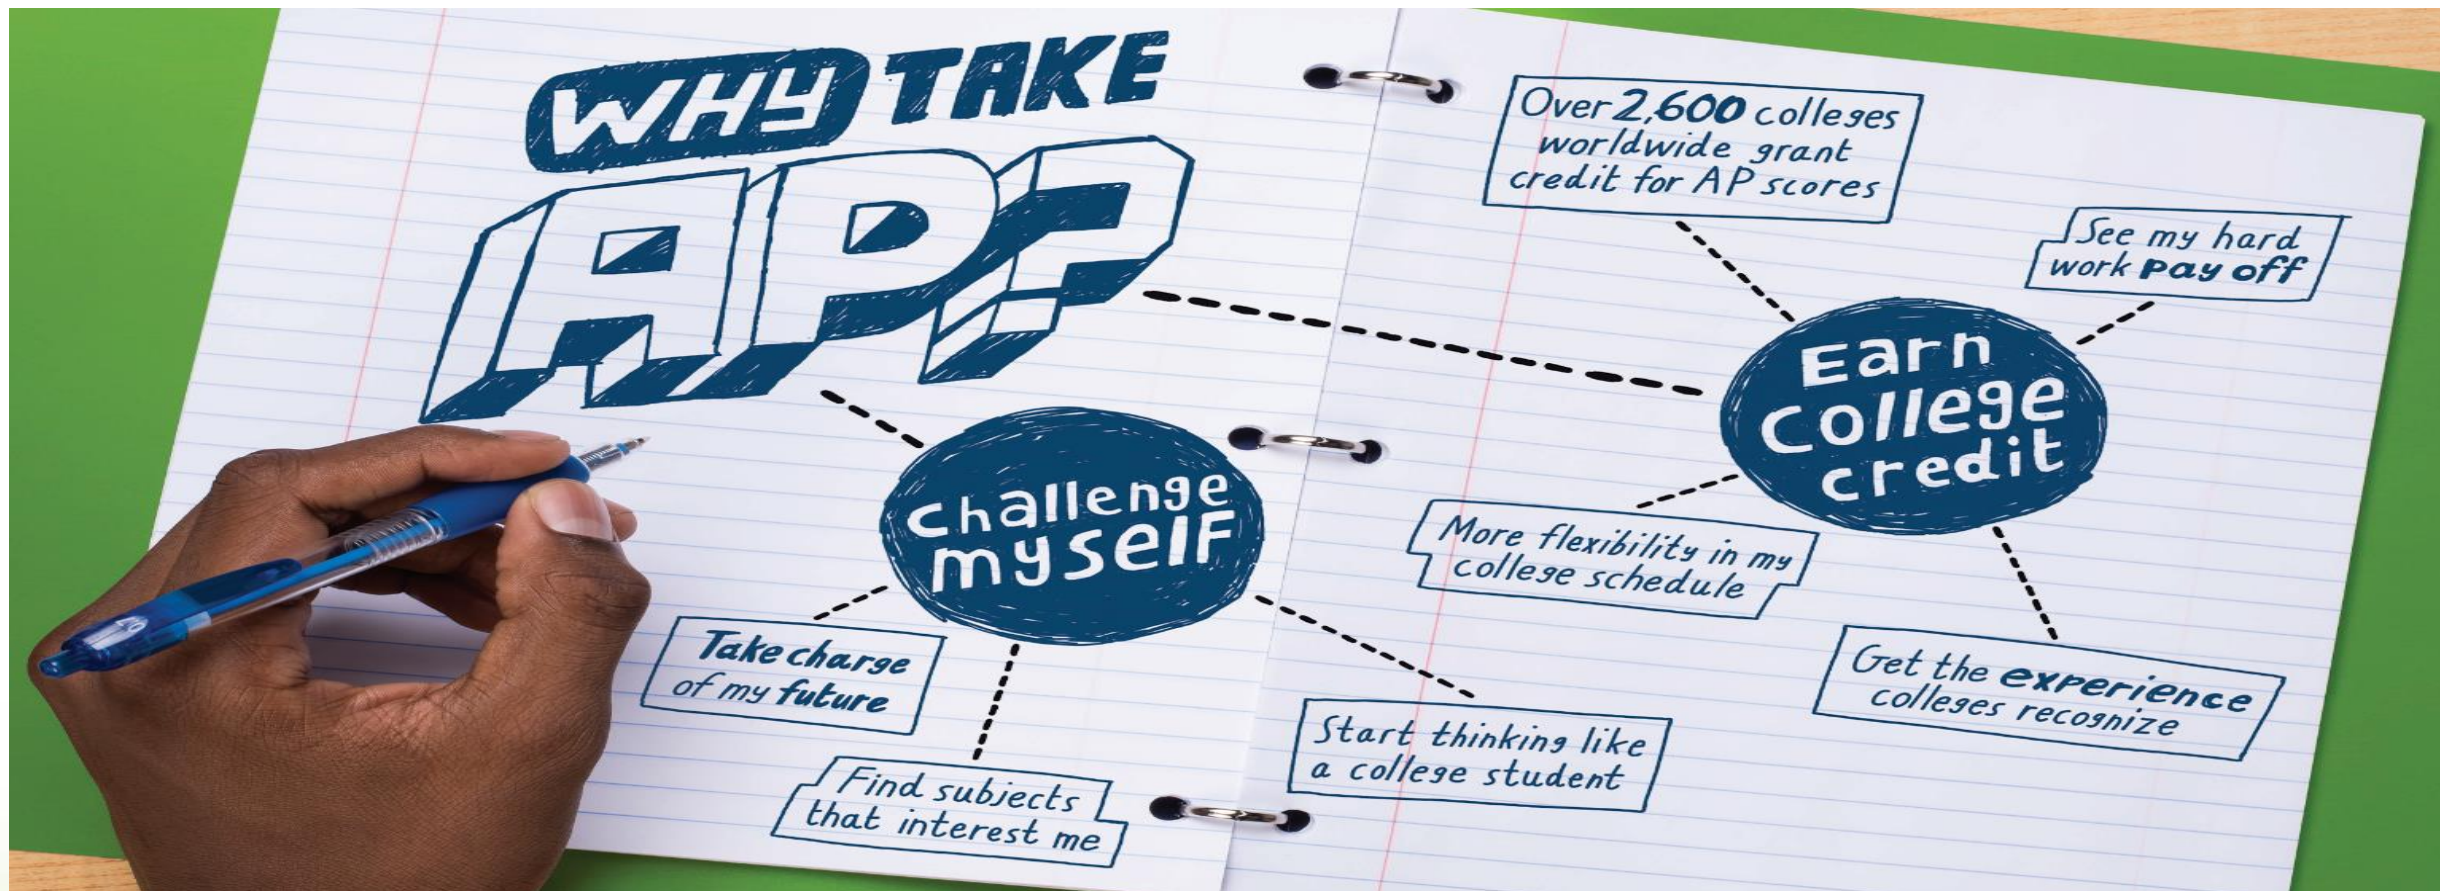 WHY TAKE
AP?
Challenge
myself
Take charge
of my future
Find subjects
that interest me
Start thinking like
a college student
Earn
College
credit
Over 2,600 colleges
worldwide grant
credit for AP scores
See my hard
work pay off
More flexibility in my
college schedule
Get the experience
colleges recognize